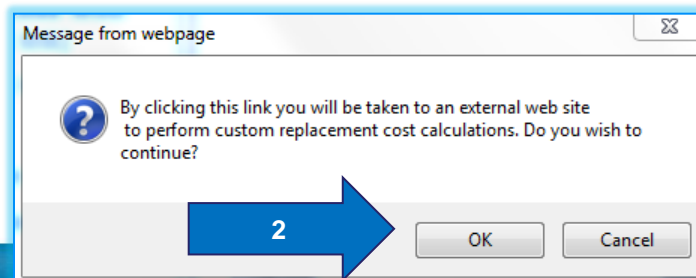 Message from webpage
By clicking this link you will be taken to an external web site
to perform custom replacement cost calculations. Do you wish to
continue?
2
OK
Cancel